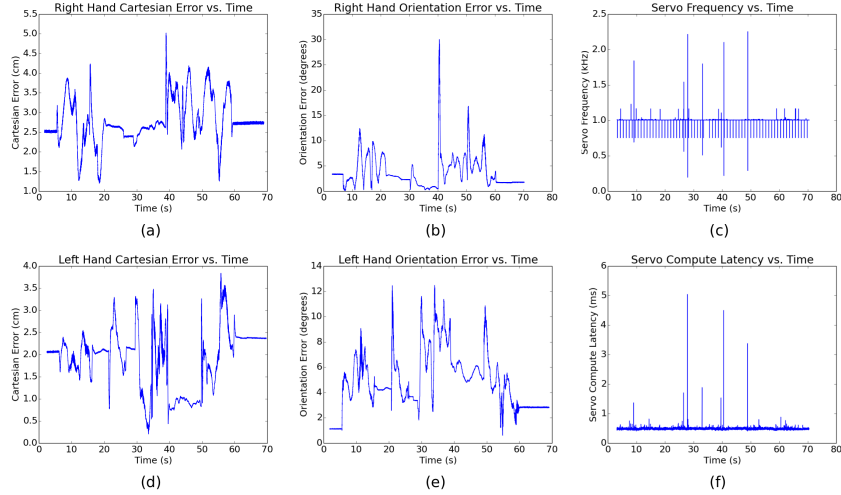 Right Hand Cartesian Error vs. Time
Cartesian Error (cm)
5.5
5.0
4.5
4.0
3.5
3.0
2.5
2.0
1.5
1.0
0 10 20 30 40 50 60 70
Time (s)
(a)
Right Hand Orientation Error vs. Time
Orientation Error (degrees)
35
30
25
20
15
10
5
0
0 10 20 30 40 50 60 70 80
Time (s)
(b)
Servo Frequency vs. Time
Servo Frequency (kHz)
2.5
2.0
1.5
1.0
0.5
0.0
0 10 20 30 40 50 60 70 80
Time (s)
(c)
Left Hand Cartesian Error vs. Time
Cartesian Error (cm)
4.0
3.5
3.0
2.5
2.0
1.5
1.0
0.5
0.0
0 10 20 30 40 50 60 70
Time (s)
(d)
Left Hand Orientation Error vs. Time
Orientation Error (degrees)
14
12
10
8
6
4
2
0
0 10 20 30 40 50 60 70
Time (s)
(e)
Servo Compute Latency vs. Time
Servo Compute Latency (ms)
6
5
4
3
2
1
0
0 10 20 30 40 50 60 70 80
Time (s)
(f)